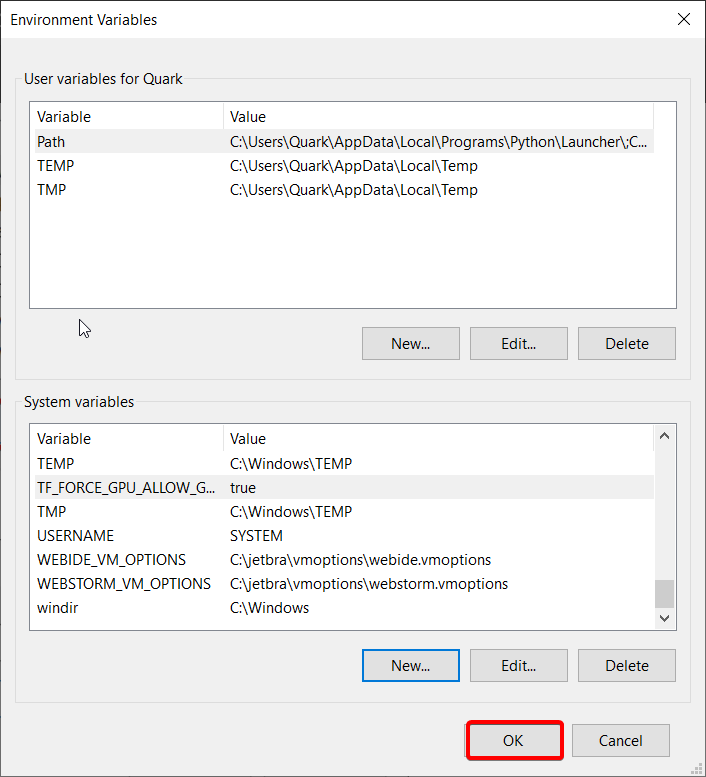 Environment Variables
User variables for Quark
Variable Value
Path C:\Users\Quark\AppData\Local\Programs\Python\Launcher\;C...
TEMP C:\Users\Quark\AppData\Local\Temp
TMP C:\Users\Quark\AppData\Local\Temp
New... Edit... Delete
System variables
Variable Value
TEMP C:\Windows\TEMP
TF_FORCE_GPU_ALLOW_G... true
TMP C:\Windows\TEMP
USERNAME SYSTEM
WEBIDE_VM_OPTIONS C:\jetbra\vmoptions\webide.vmoptions
WEBSTORM_VM_OPTIONS C:\jetbra\vmoptions\webstorm.vmoptions
windir C:\Windows
New... Edit... Delete
OK Cancel